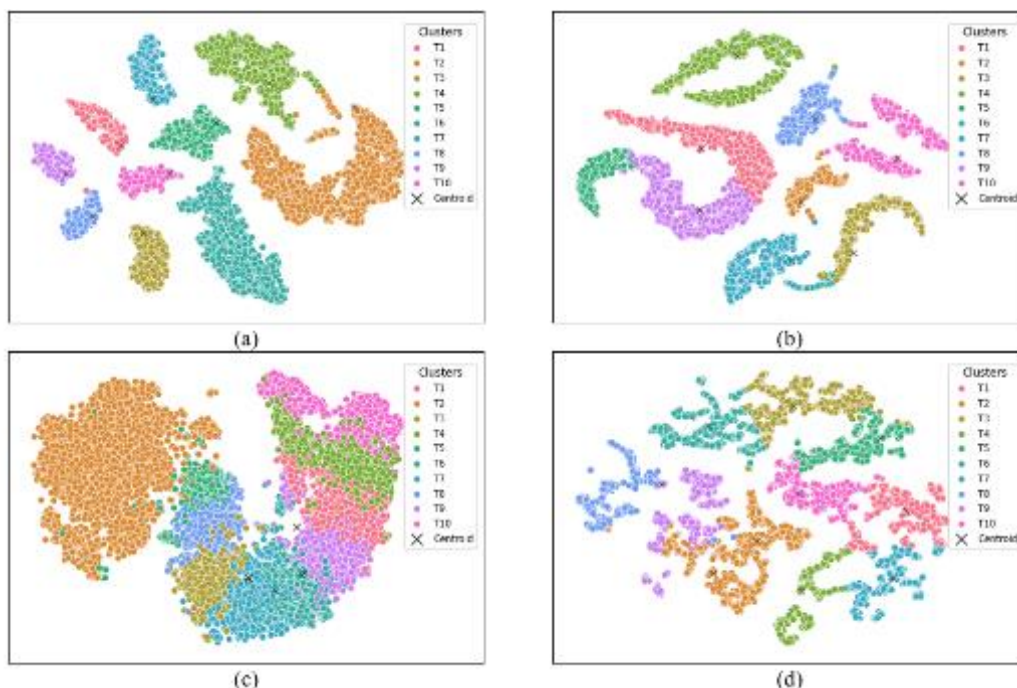 Clusters
T1
T2
T3
T4
T5
T6
T7
T8
T9
T10
Centroid
(a)
Clusters
T1
T2
T3
T4
T5
T6
T7
T8
T9
T10
Centroid
(b)
Clusters
T1
T2
T3
T4
T5
T6
T7
T8
T9
T10
Centroid
(c)
Clusters
T1
T2
T3
T4
T5
T6
T7
T8
T9
T10
Centroid
(d)